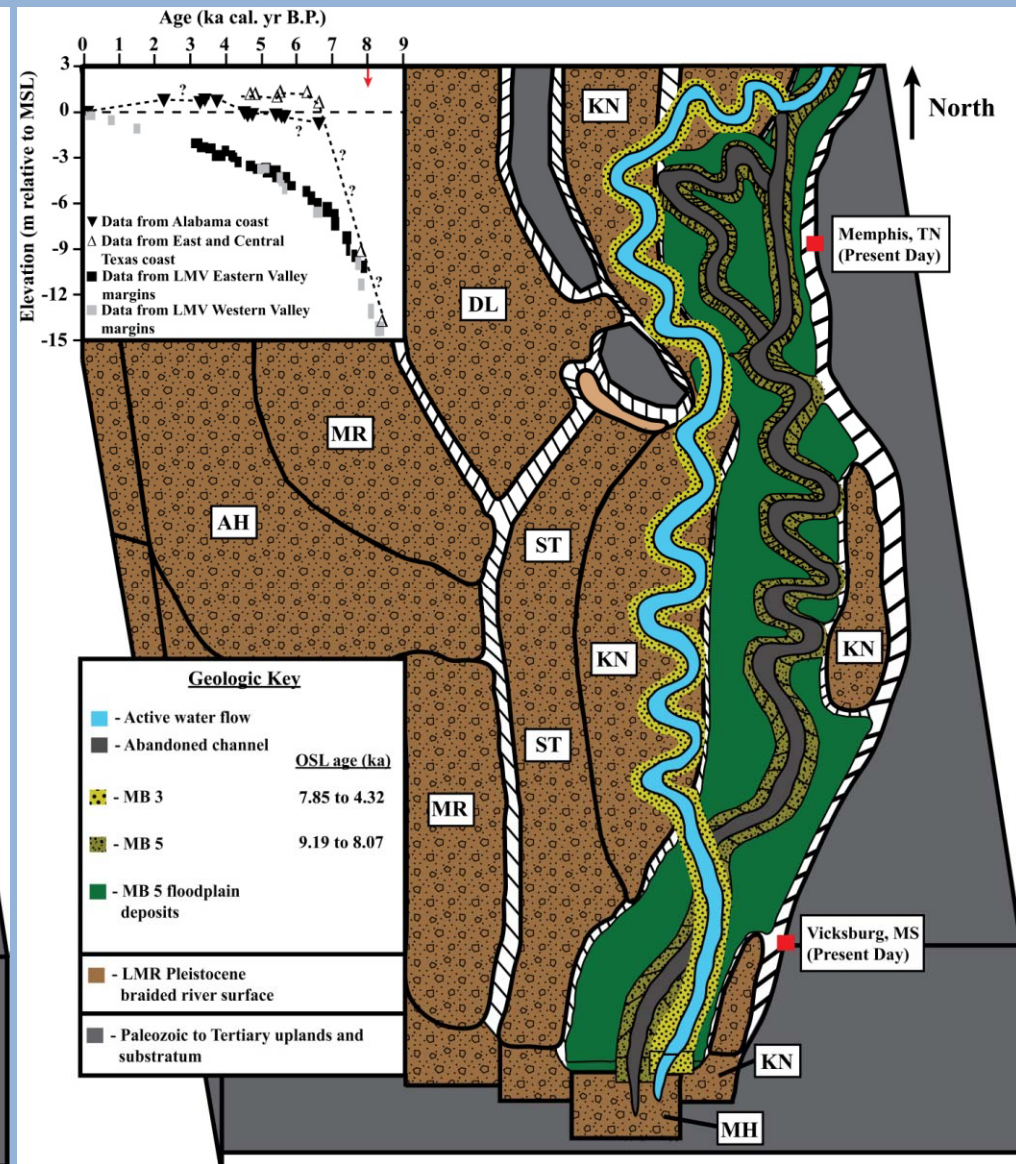 Age (ka cal. yr B.P.)
0 1 2 3 4 5 6 7 8 9
Elevation (m relative to MSL)
3
0
-3
-6
-9
-12
-15
?
?
?
?
?
Data from Alabama coast
Data from East and Central
Texas coast
Data from LMV Eastern Valley
margins
Data from LMV Western Valley
margins
North
KN
Memphis, TN
(Present Day)
DL
MR
AH
ST
KN
KN
ST
MR
Geologic Key
- Active water flow
- Abandoned channel
OSL age (ka)
- MB 3 7.85 to 4.32
- MB 5 9.19 to 8.07
- MB 5 floodplain
deposits
- LMR Pleistocene
braided river surface
- Paleozoic to Tertiary uplands and
substratum
Vicksburg, MS
(Present Day)
KN
MH